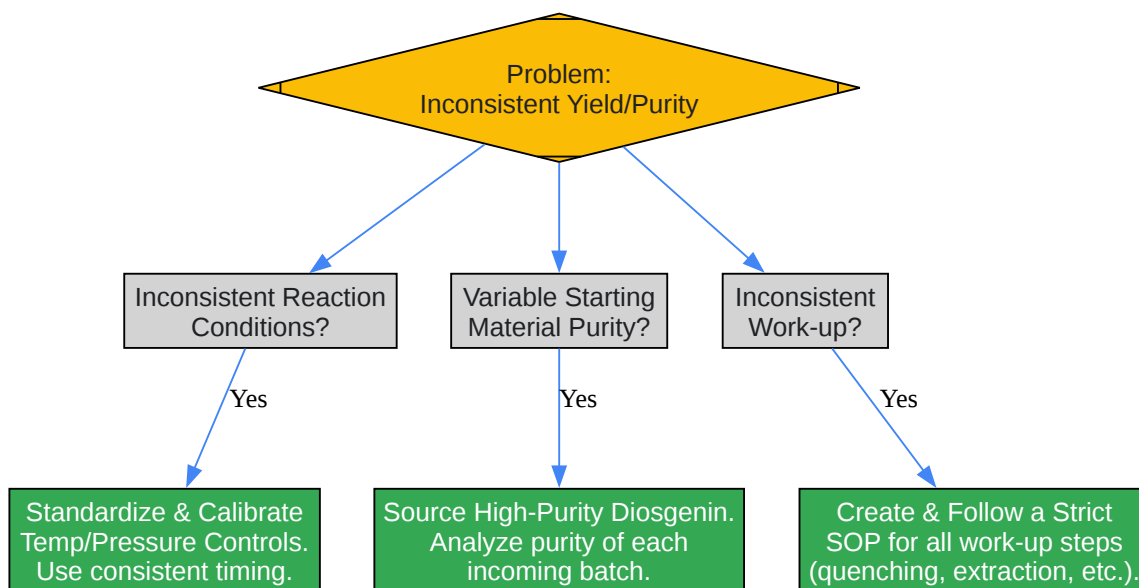 Problem:
Inconsistent Yield/Purity
Inconsistent Reaction
Conditions?
Variable Starting
Material Purity?
Inconsistent
Work-up?
Yes
Yes
Yes
Standardize & Calibrate
Temp/Pressure Controls.
Use consistent timing.
Source High-Purity Diosgenin.
Analyze purity of each
incoming batch.
Create & Follow a Strict
SOP for all work-up steps
(quenching, extraction, etc.).